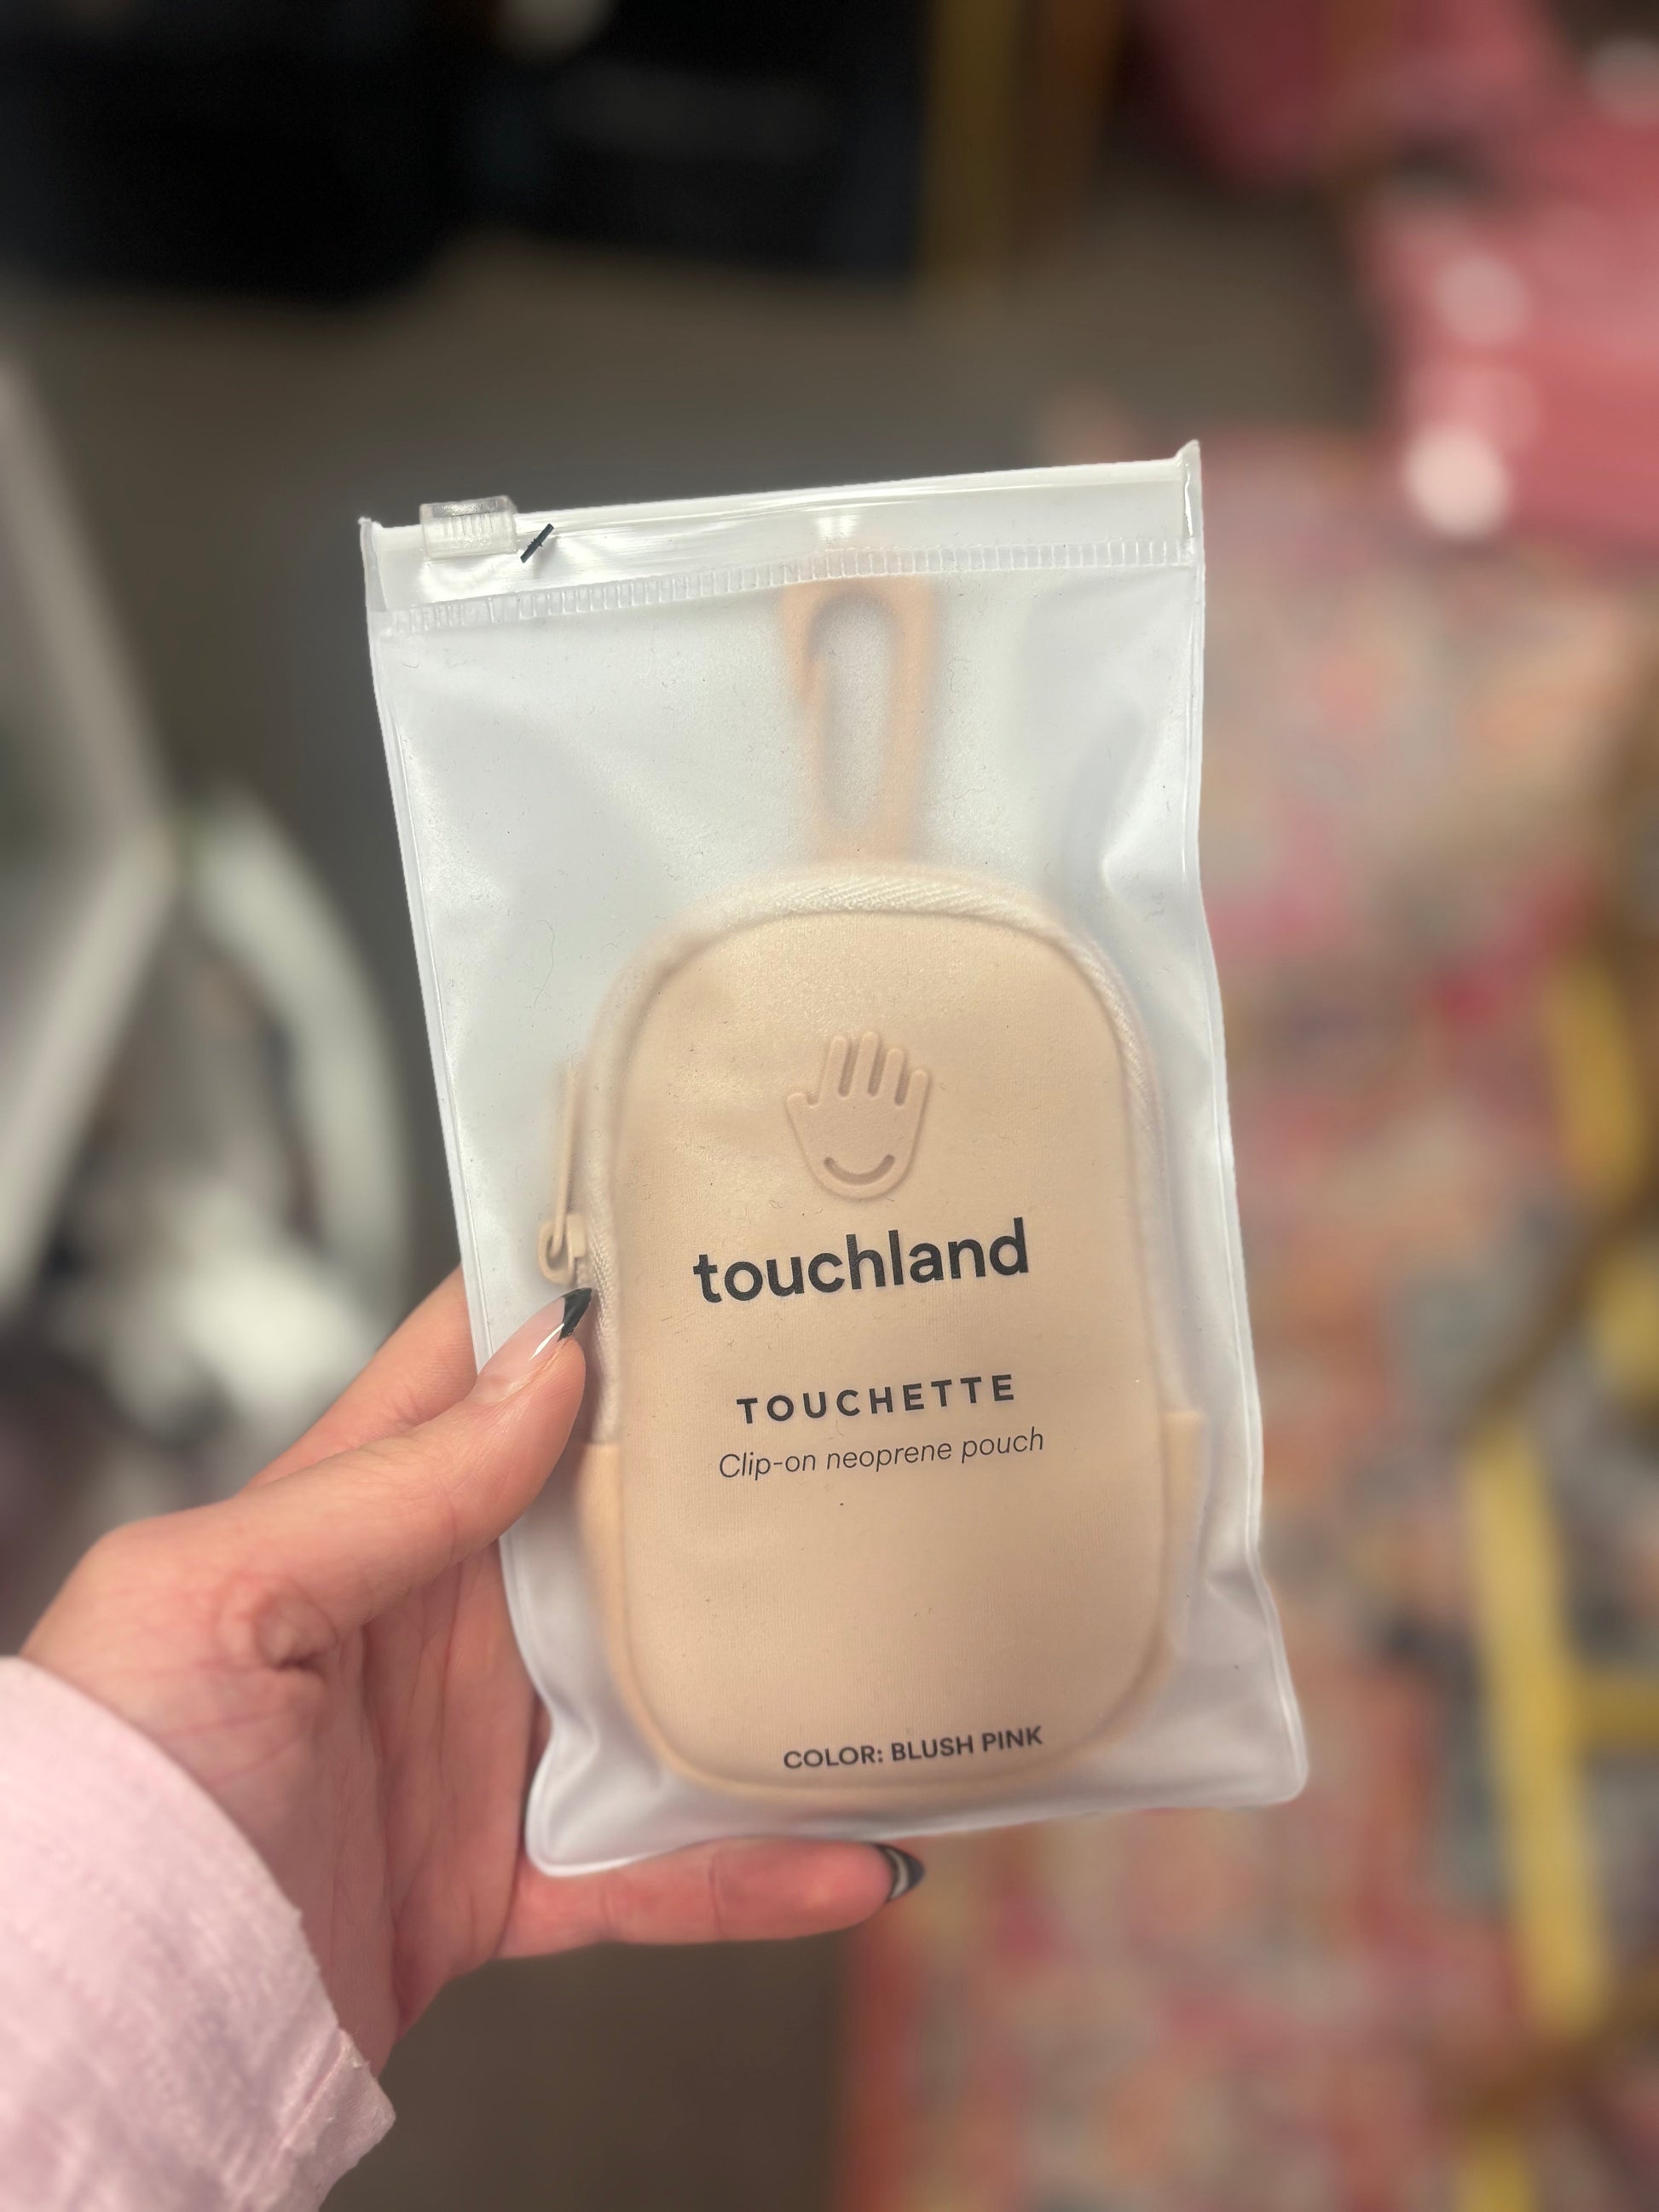 touchland
TOUCHETTE
Clip-on neoprene pouch
COLOR: BLUSH PINK